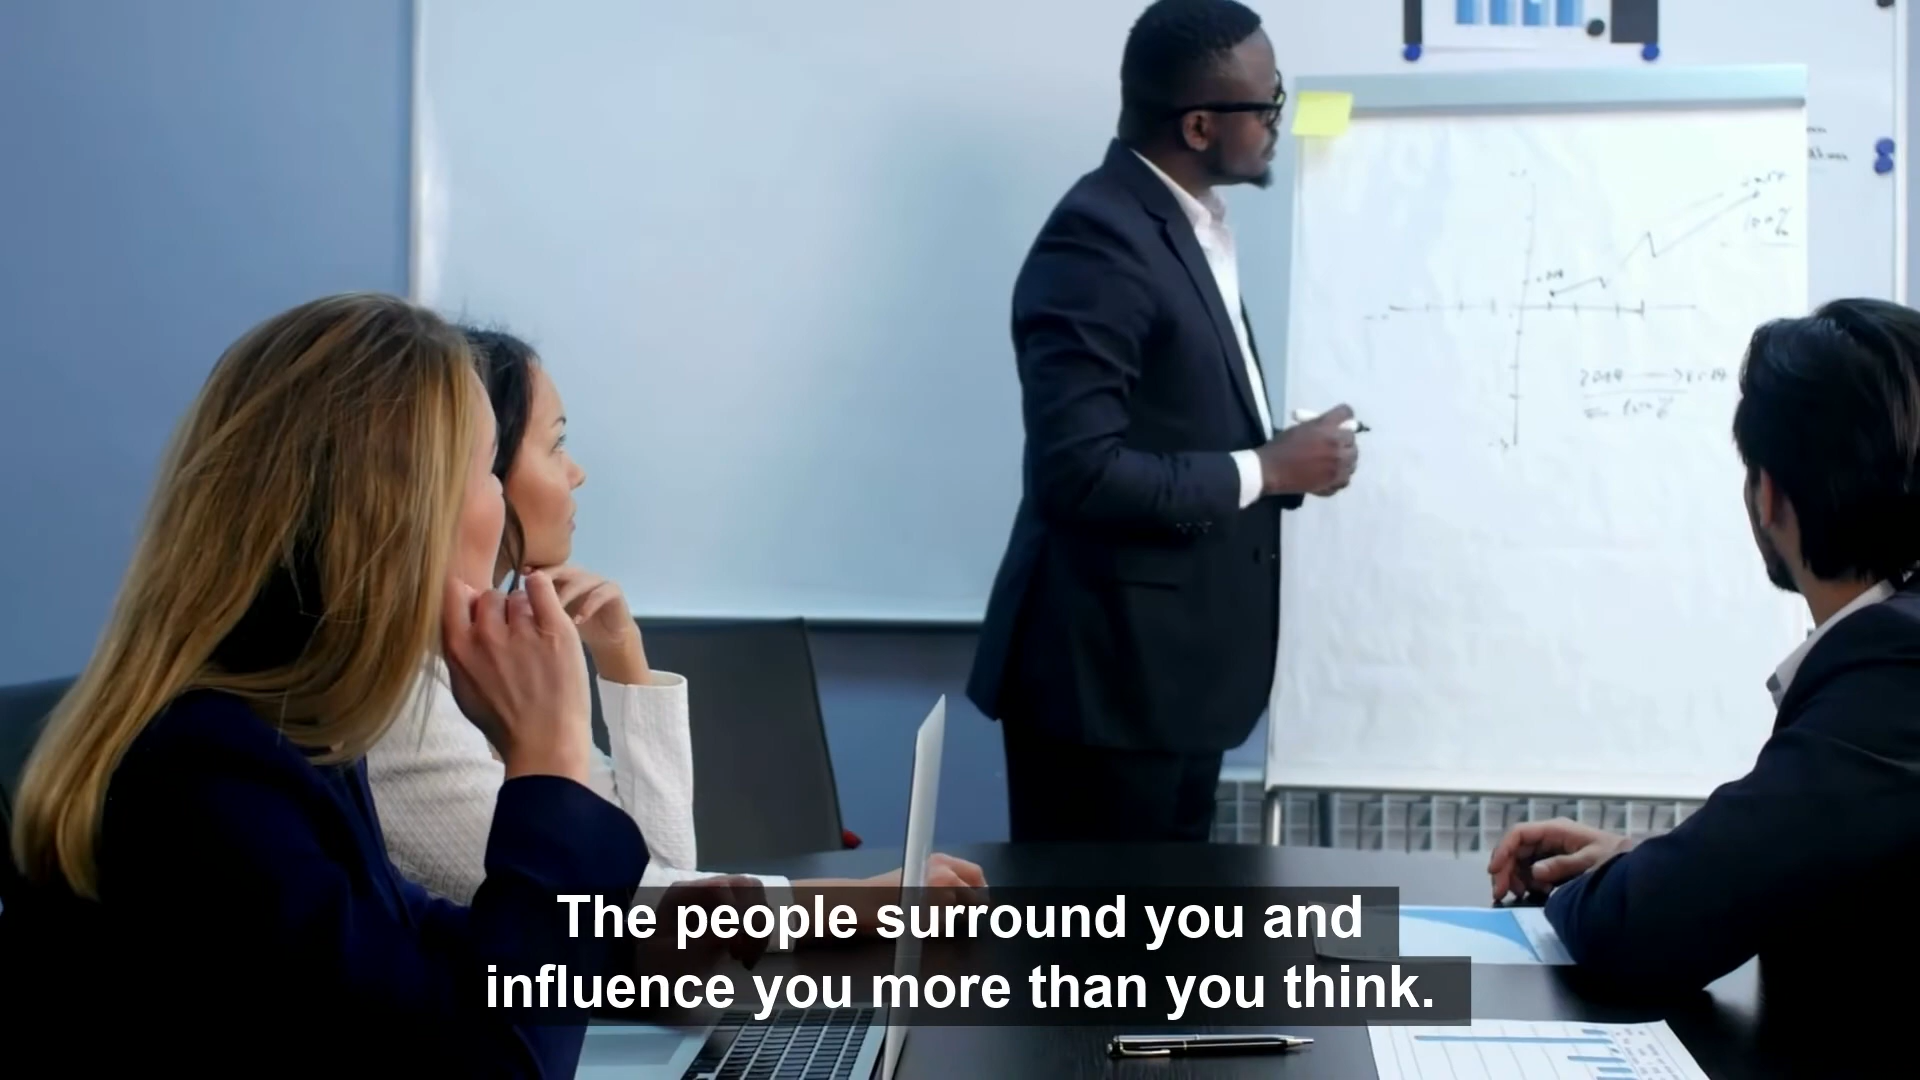 The people surround you and
influence you more than you think.